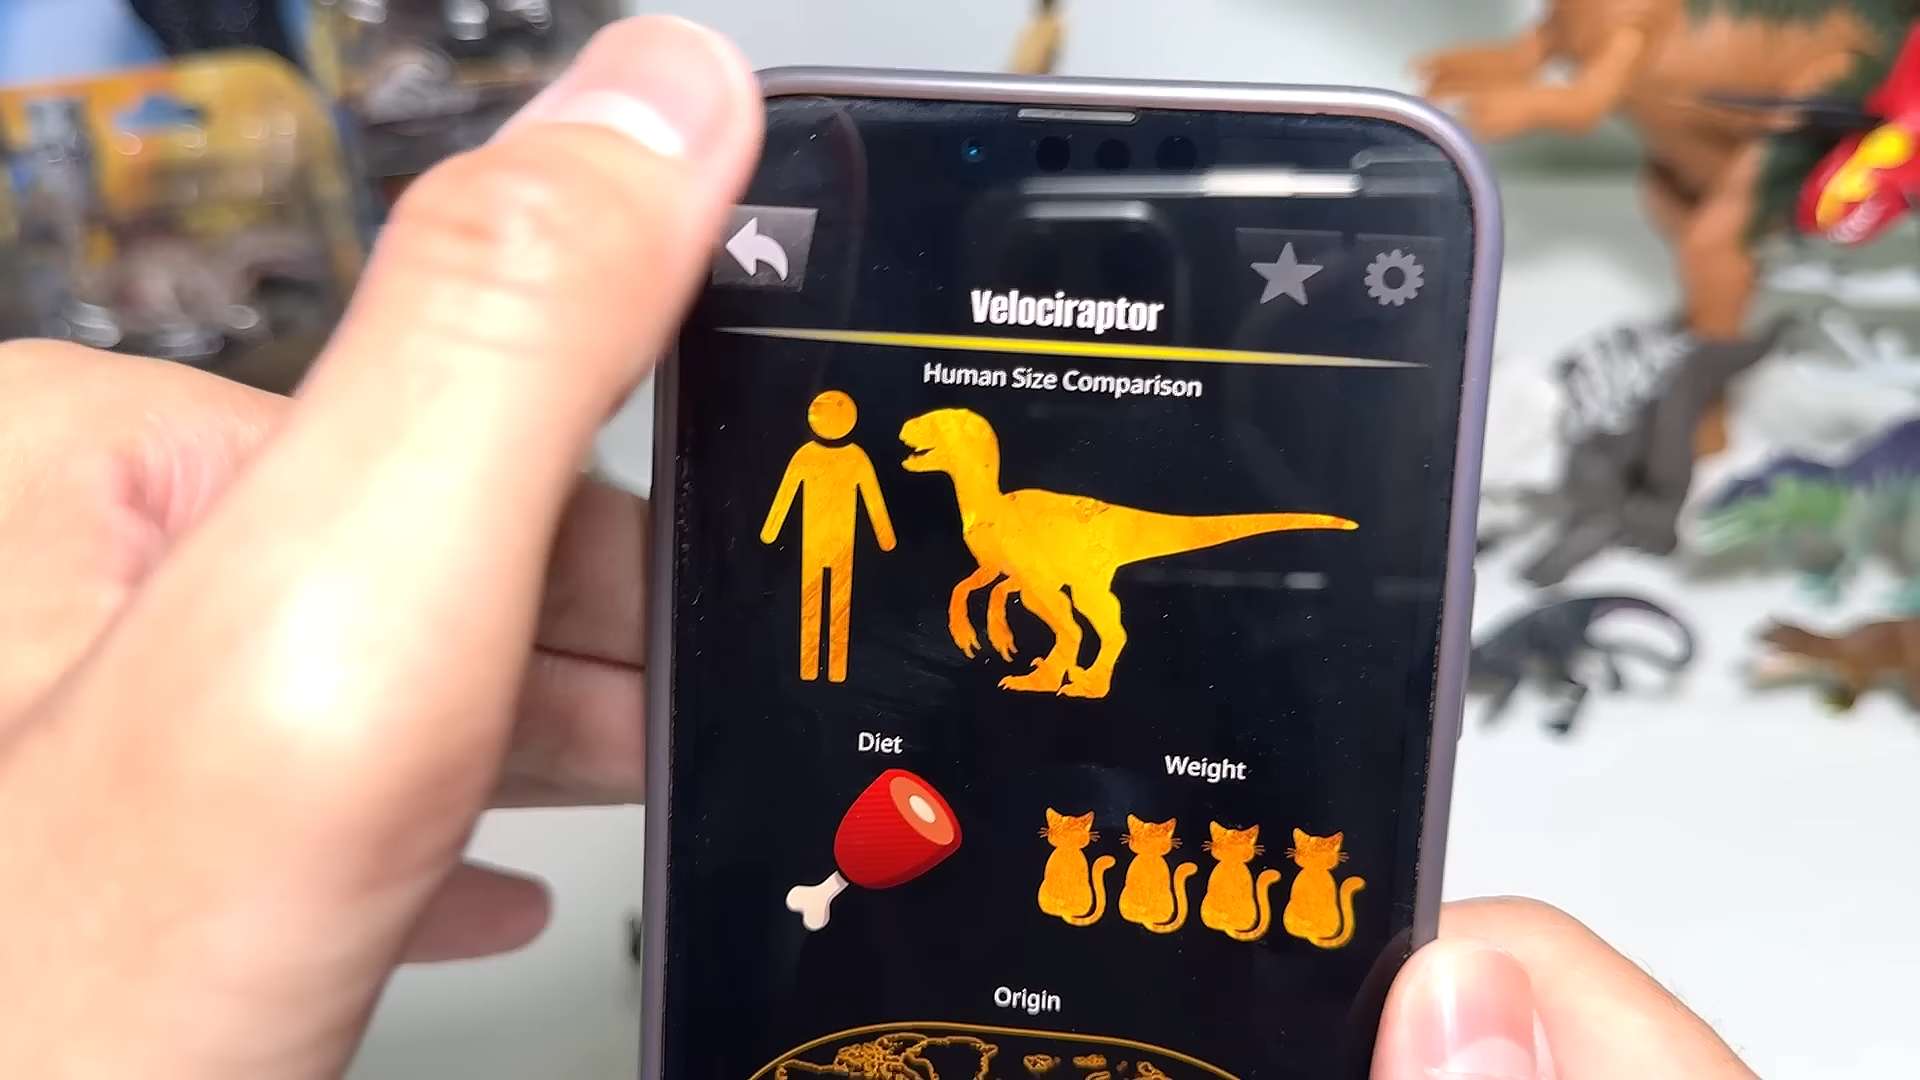 Velociraptor
Human Size Comparison
Diet
Weight
Origin